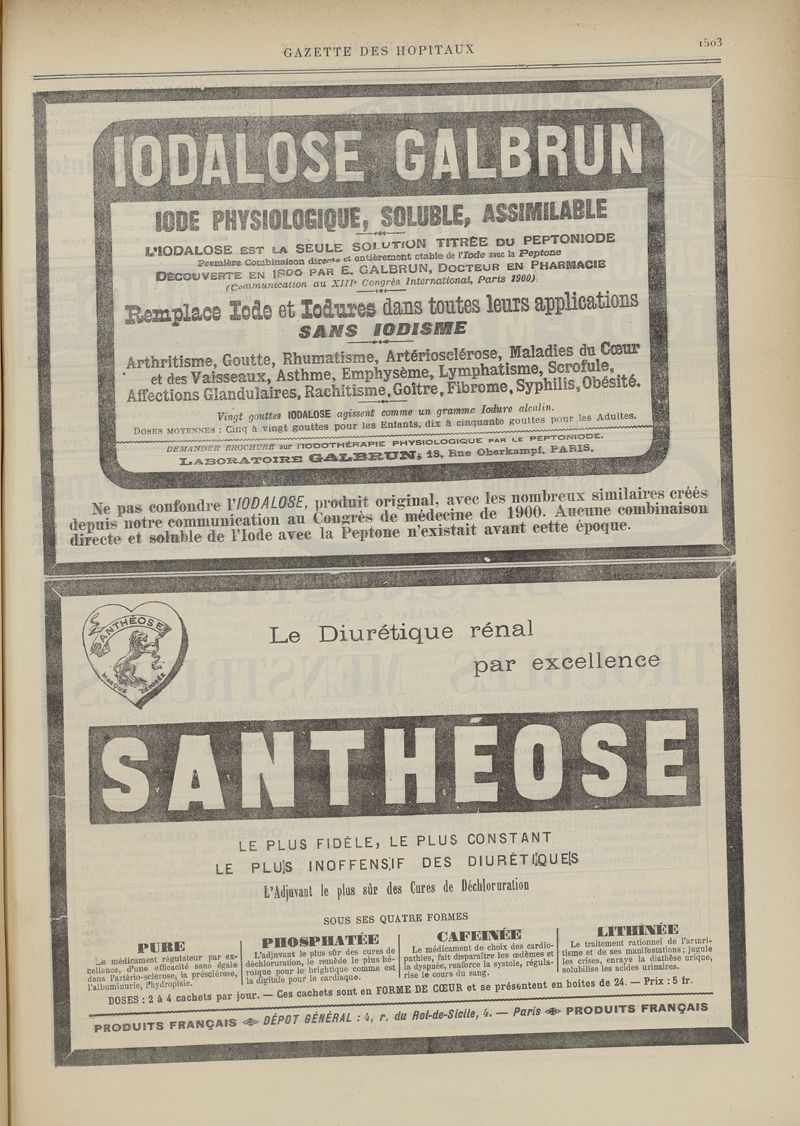 GAZETTE DES HOPITAUX
1503
IODALOSE GALBRUN
IODE PHYSIOLOGIQUE, SOLUBLE, ASSIMILABLE
L'IODALOSE EST LA SEULE SOLUTION TITRÉE DU PEPTONIODE
Première Combinaison directe et entièrement stable de l'Iode avec la Peptone
DÉCOUVERTE EN 1896 PAR E. GALBRUN, DOCTEUR EN PHARMACIE
(Communication au XIIIe Congrès International, Paris 1900).
Remplace Iode et Iodures dans toutes leurs applications
SANS IODISME
Arthritisme, Goutte, Rhumatisme, Artériosclérose, Maladies du Cœur
et des Vaisseaux, Asthme, Emphysème, Lymphatisme, Scrofule,
Affections Glandulaires, Rachitisme, Goître, Fibrome, Syphilis, Obésité.
Vingt gouttes IODALOSE agissent comme un gramme Iodure alcalin.
DOSES MOYENNES : Cinq à vingt gouttes pour les Enfants, dix à cinquante gouttes pour les Adultes.
DEMANDER BROCHURE sur l'IODOTHÉRAPIE PHYSIOLOGIQUE PAR LE PEPTONIODE.
LABORATOIRE GALBRUN, 18, Rue Oberkampf, PARIS.
Ne pas confondre l'IODALOSE, produit original, avec les nombreux similaires créés
depuis notre communication au Congrès de médecine de 1900. Aucune combinaison
directe et soluble de l'Iode avec la Peptone n'existait avant cette époque.
SANTHÉOSE
MARQUE DÉPOSÉE
Le Diurétique rénal
par excellence
SANTHÉOSE
LE PLUS FIDÈLE, LE PLUS CONSTANT
LE PLUS INOFFENSIF DES DIURÉTIQUES
L'Adjuvant le plus sûr des Cures de Déchloruration
SOUS SES QUATRE FORMES
PURE
Le médicament régulateur par ex-
cellence, d'une efficacité sans égale
dans l'artério-sclérose, la présclérose,
l'albuminurie, l'hydropisie.
PHOSPHATÉE
L'adjuvant le plus sûr des cures de
déchloruration, le remède le plus hé-
roïque pour le brightique comme est
la digitale pour le cardiaque.
CAFEINÉE
Le médicament de choix des cardio-
pathies, fait disparaître les œdèmes et
la dyspnée, renforce la systole, régula-
rise le cours du sang.
LITHINÉE
Le traitement rationnel de l'arthri-
tisme et de ses manifestations ; jugule
les crises, enraye la diathèse urique,
solubilise les acides urinaires.
DOSES : 2 à 4 cachets par jour. — Ces cachets sont en FORME DE CŒUR et se présentent en boîtes de 24. — Prix : 5 fr.
PRODUITS FRANÇAIS DÉPOT GÉNÉRAL : 4, r. du Roi-de-Sicile, 4. — Paris PRODUITS FRANÇAIS